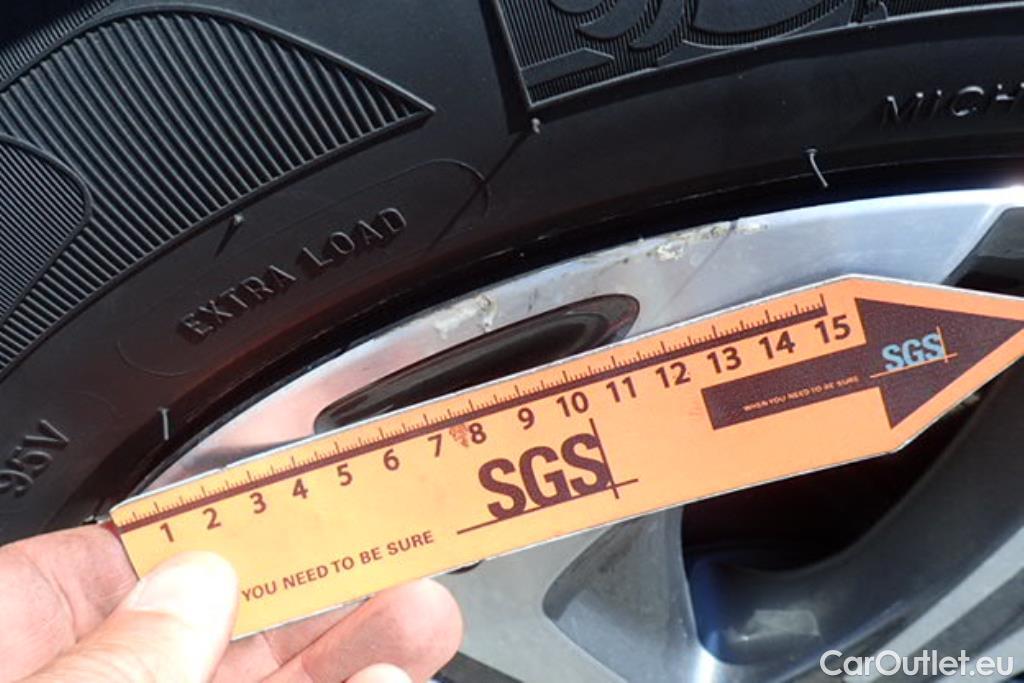 MICH
EXTRA LOAD
95V
1 2 3 4 5 6 7 8 9 10 11 12 13 14 15
WHEN YOU NEED TO BE SURE
SGS
SGS
YOU NEED TO BE SURE
CarOutlet.eu